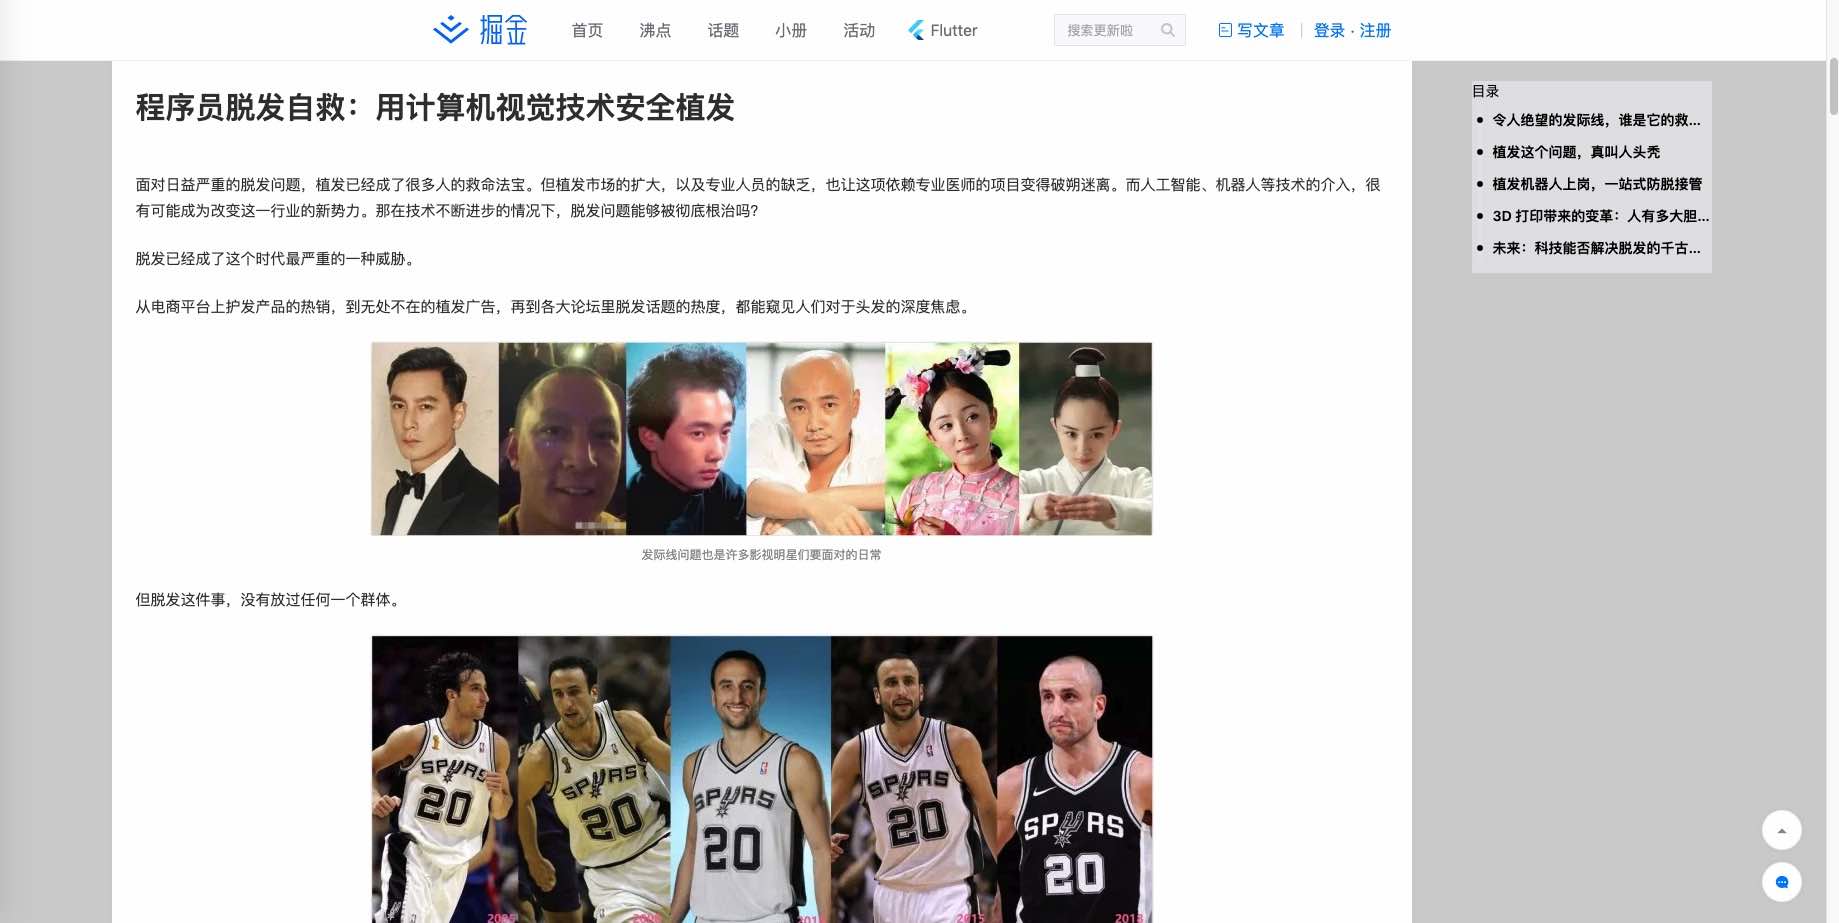 掘金
首页
沸点
话题
小册
活动
Flutter
搜索更新啦
写文章
登录 · 注册
程序员脱发自救：用计算机视觉技术安全植发
面对日益严重的脱发问题，植发已经成了很多人的救命法宝。但植发市场的扩大，以及专业人员的缺乏，也让这项依赖专业医师的项目变得破朔迷离。而人工智能、机器人等技术的介入，很
有可能成为改变这一行业的新势力。那在技术不断进步的情况下，脱发问题能够被彻底根治吗？
脱发已经成了这个时代最严重的一种威胁。
从电商平台上护发产品的热销，到无处不在的植发广告，再到各大论坛里脱发话题的热度，都能窥见人们对于头发的深度焦虑。
发际线问题也是许多影视明星们要面对的日常
但脱发这件事，没有放过任何一个群体。
SPURS
20
SPURS
20
SPURS
20
SPURS
20
SPURS
20
2005
2015
目录
令人绝望的发际线，谁是它的救...
植发这个问题，真叫人头秃
植发机器人上岗，一站式防脱接管
3D 打印带来的变革：人有多大胆...
未来：科技能否解决脱发的千古...